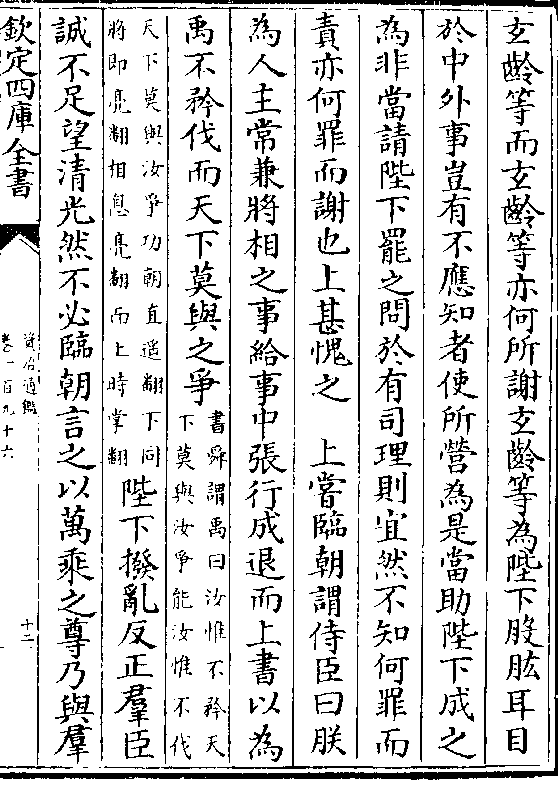 玄齡等而玄齡等亦何所謝玄齡等為陛下股肱耳目
於中外事豈有不應知者使所營為是當助陛下成之
為非當請陛下罷之問於有司理則宜然不知何罪而
責亦何罪而謝也上甚愧之　上嘗臨朝謂侍臣曰朕
為人主常兼將相之事給事中張行成退而上書以為
禹不矜伐而天下莫與之爭書舜謂禹曰汝惟不矜天下莫與汝爭能汝惟不伐
天下莫與汝爭功朝直遥翻下同將即亮翻相息亮翻而上時掌翻陛下撥亂反正羣臣
誠不足望清光然不必臨朝言之以萬乘之尊乃與羣
欽定四庫全書
資治通鑑
卷一百九十六
十二